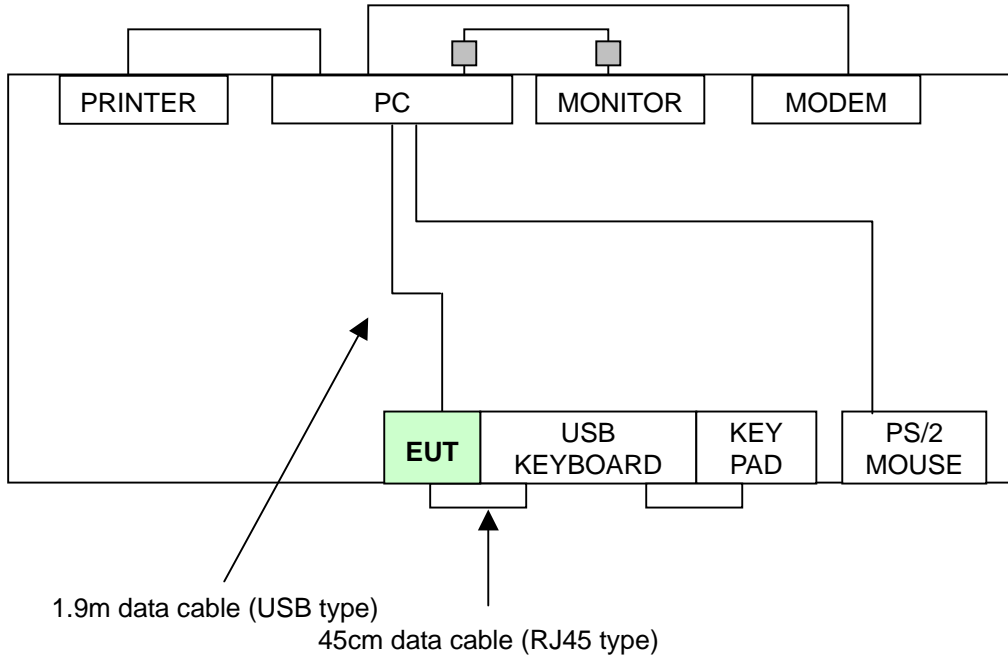 PRINTER
PC
MONITOR
MODEM
EUT
USB
KEYBOARD
KEY
PAD
PS/2
MOUSE
1.9m data cable (USB type)
45cm data cable (RJ45 type)